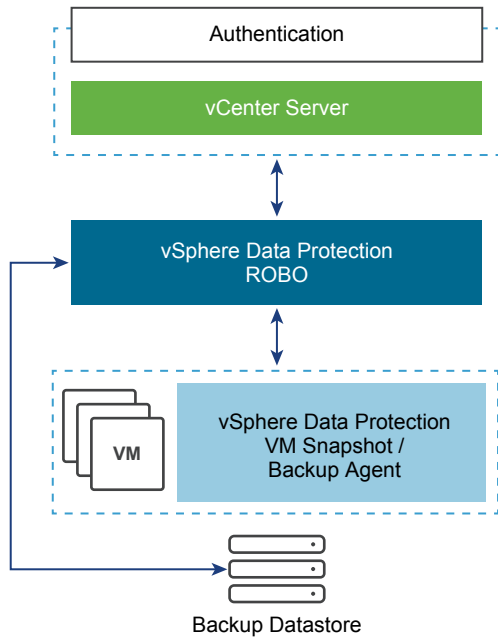 Authentication
vCenter Server
vSphere Data Protection
ROBO
VM
vSphere Data Protection
VM Snapshot /
Backup Agent
Backup Datastore